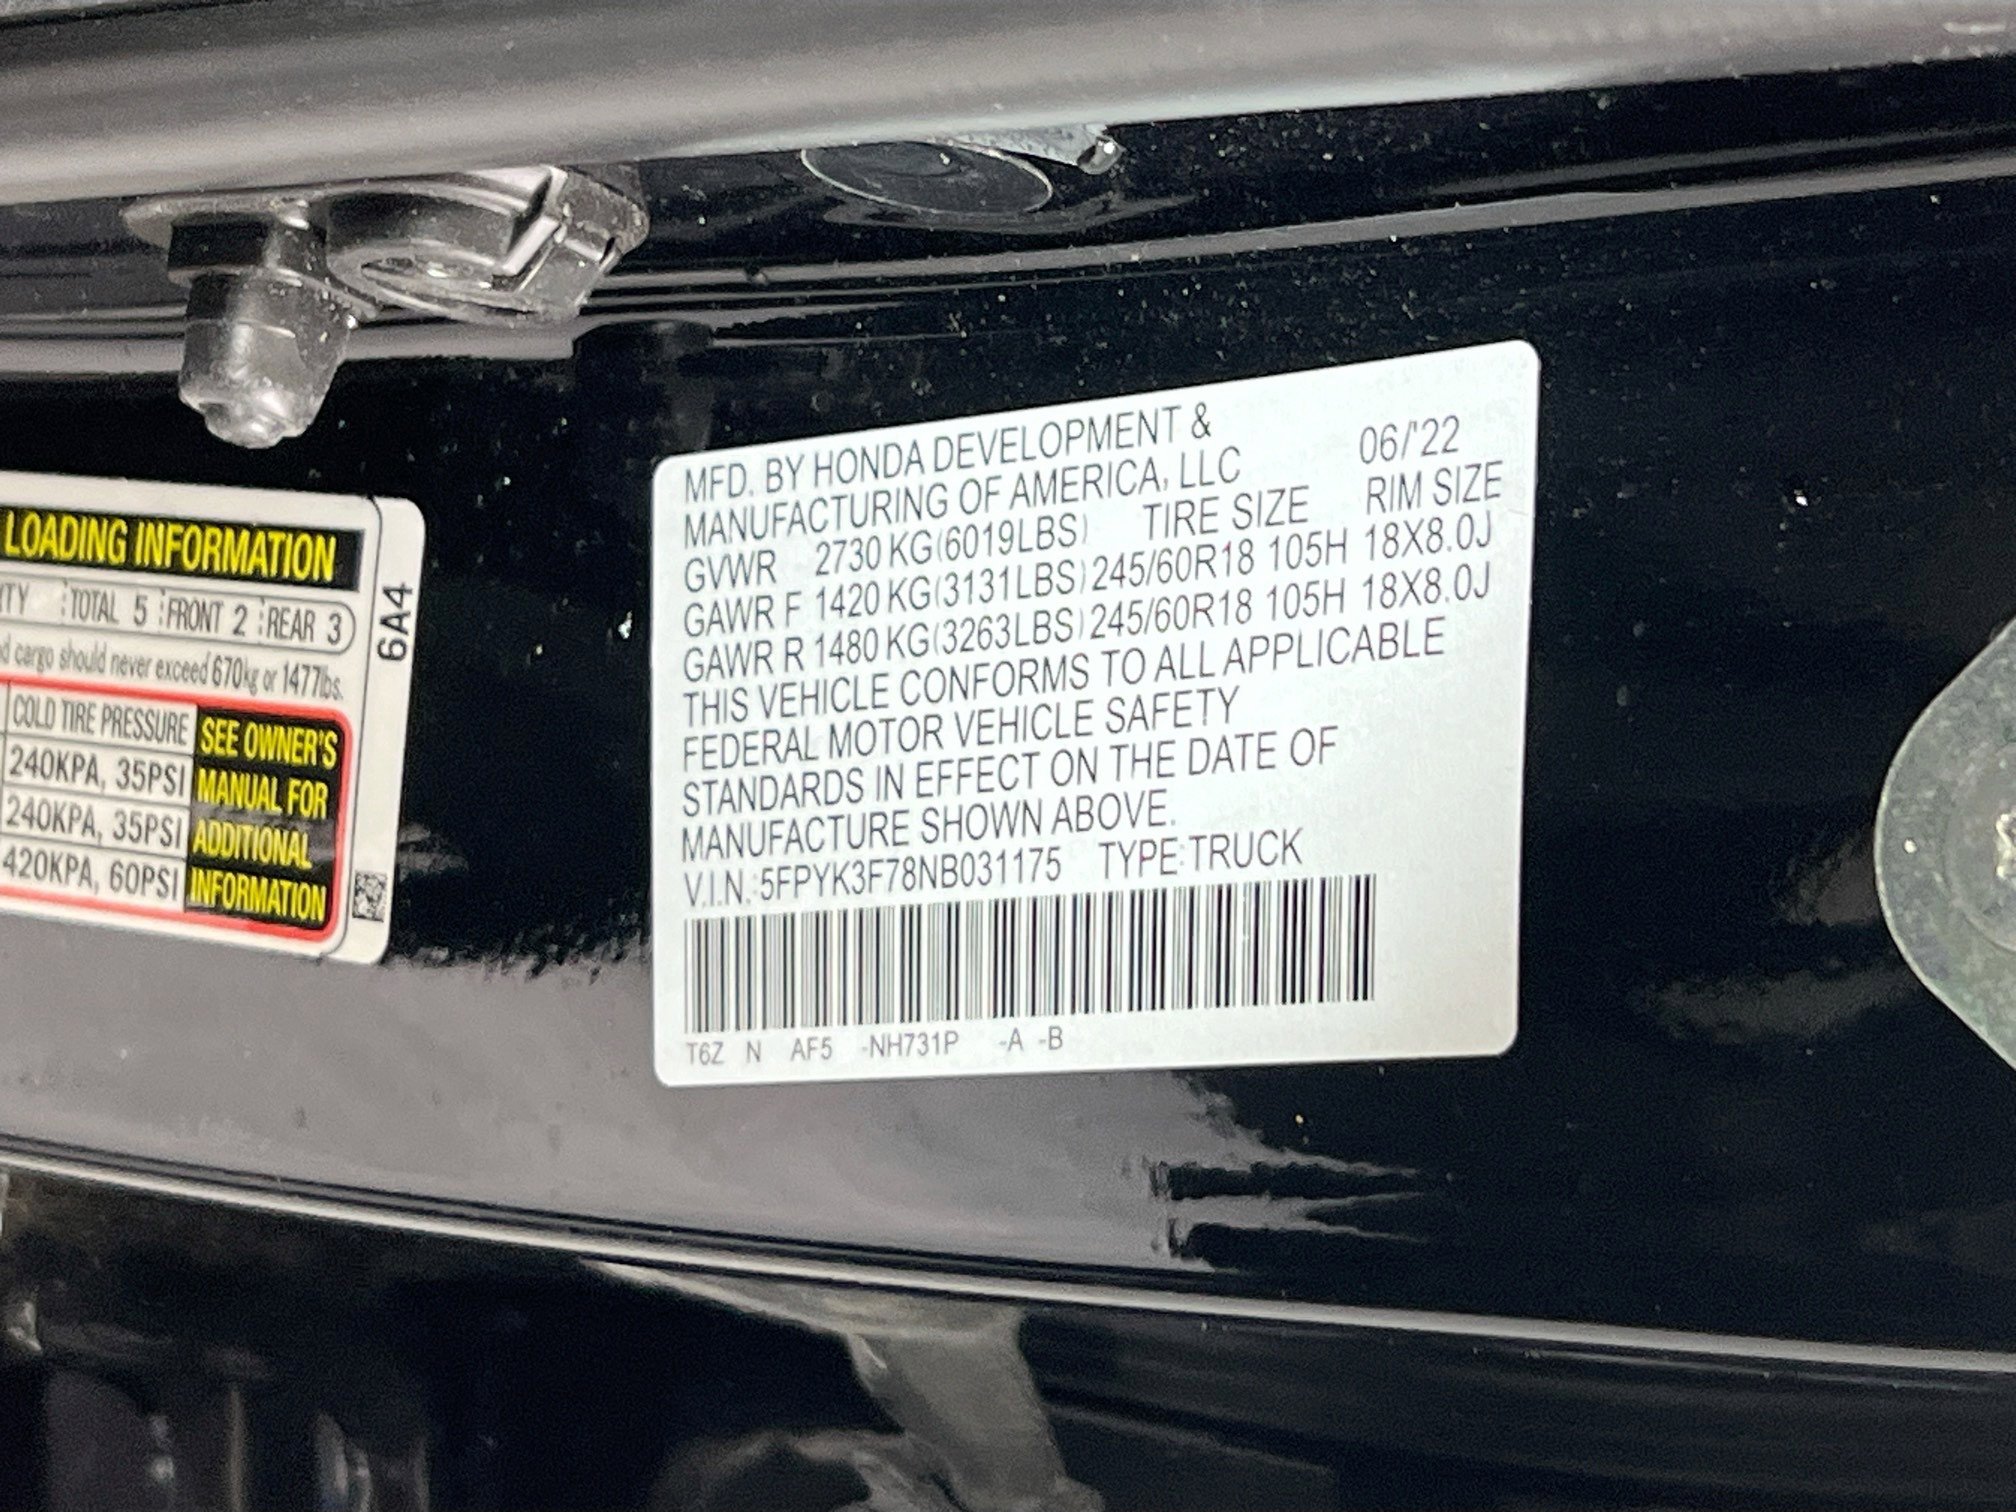 LOADING INFORMATION
TOTAL 5 FRONT 2 REAR 3
cargo should never exceed 670kg or 1477lbs.
6A4
COLD TIRE PRESSURE
240KPA, 35PSI
240KPA, 35PSI
420KPA, 60PSI
SEE OWNER'S
MANUAL FOR
ADDITIONAL
INFORMATION
MFD. BY HONDA DEVELOPMENT &
MANUFACTURING OF AMERICA, LLC 06/'22
GVWR 2730 KG(6019LBS) TIRE SIZE RIM SIZE
GAWR F 1420 KG(3131LBS) 245/60R18 105H 18X8.0J
GAWR R 1480 KG(3263LBS) 245/60R18 105H 18X8.0J
THIS VEHICLE CONFORMS TO ALL APPLICABLE
FEDERAL MOTOR VEHICLE SAFETY
STANDARDS IN EFFECT ON THE DATE OF
MANUFACTURE SHOWN ABOVE.
V.I.N.:5FPYK3F78NB031175 TYPE:TRUCK
T6Z N AF5 -NH731P -A -B